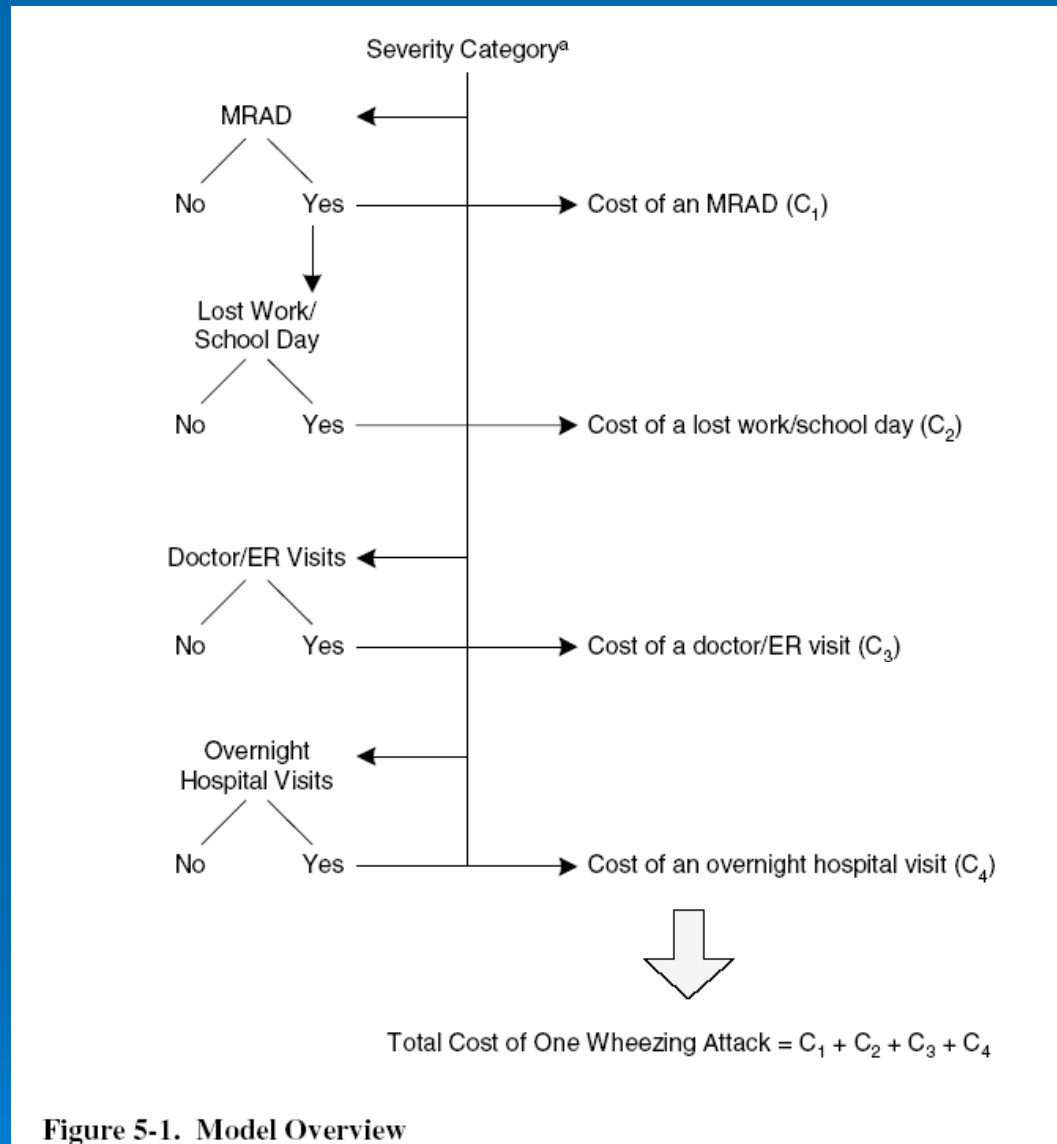 Severity Categoryᵃ
MRAD
No Yes Cost of an MRAD (C₁)
Lost Work/
School Day
No Yes Cost of a lost work/school day (C₂)
Doctor/ER Visits
No Yes Cost of a doctor/ER visit (C₃)
Overnight
Hospital Visits
No Yes Cost of an overnight hospital visit (C₄)
Total Cost of One Wheezing Attack = C₁ + C₂ + C₃ + C₄
Figure 5-1. Model Overview